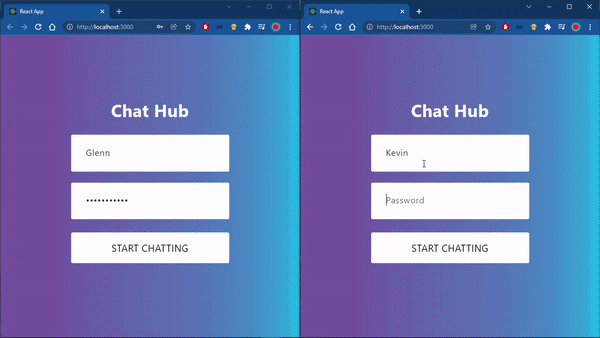 React App
http://localhost:3000
Chat Hub
Glenn
•••••••••••
START CHATTING
React App
http://localhost:3000
Chat Hub
Kevin
Password
START CHATTING